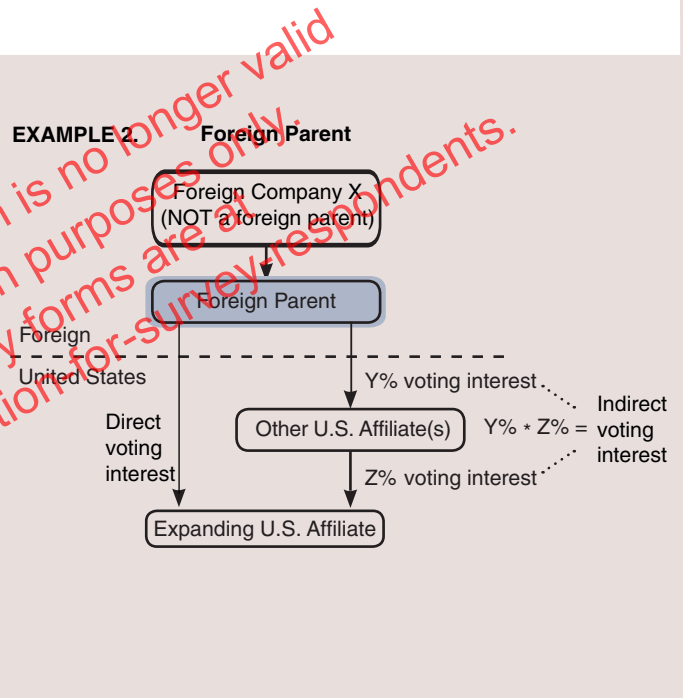 EXAMPLE 2. Foreign Parent
Foreign Company X
(NOT a foreign parent)
Foreign Parent
Foreign
United States
Y% voting interest
Direct
voting
interest
Other U.S. Affiliate(s)
Y% * Z% =
Indirect
voting
interest
Z% voting interest
Expanding U.S. Affiliate
is no longer valid
purposes only.
forms are at
-for-survey-respondents.